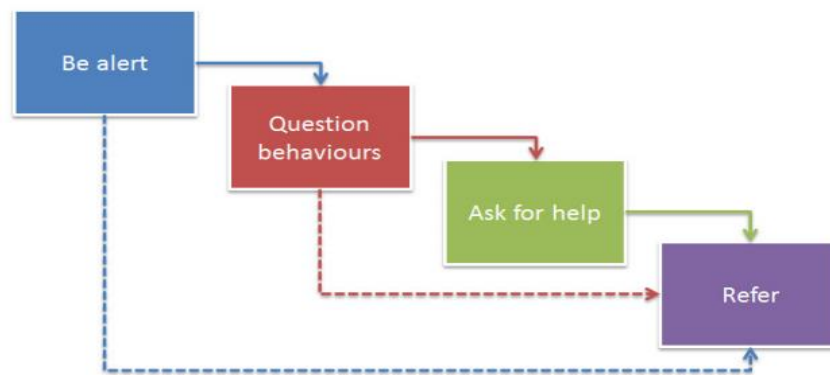 Be alert
Question
behaviours
Ask for help
Refer